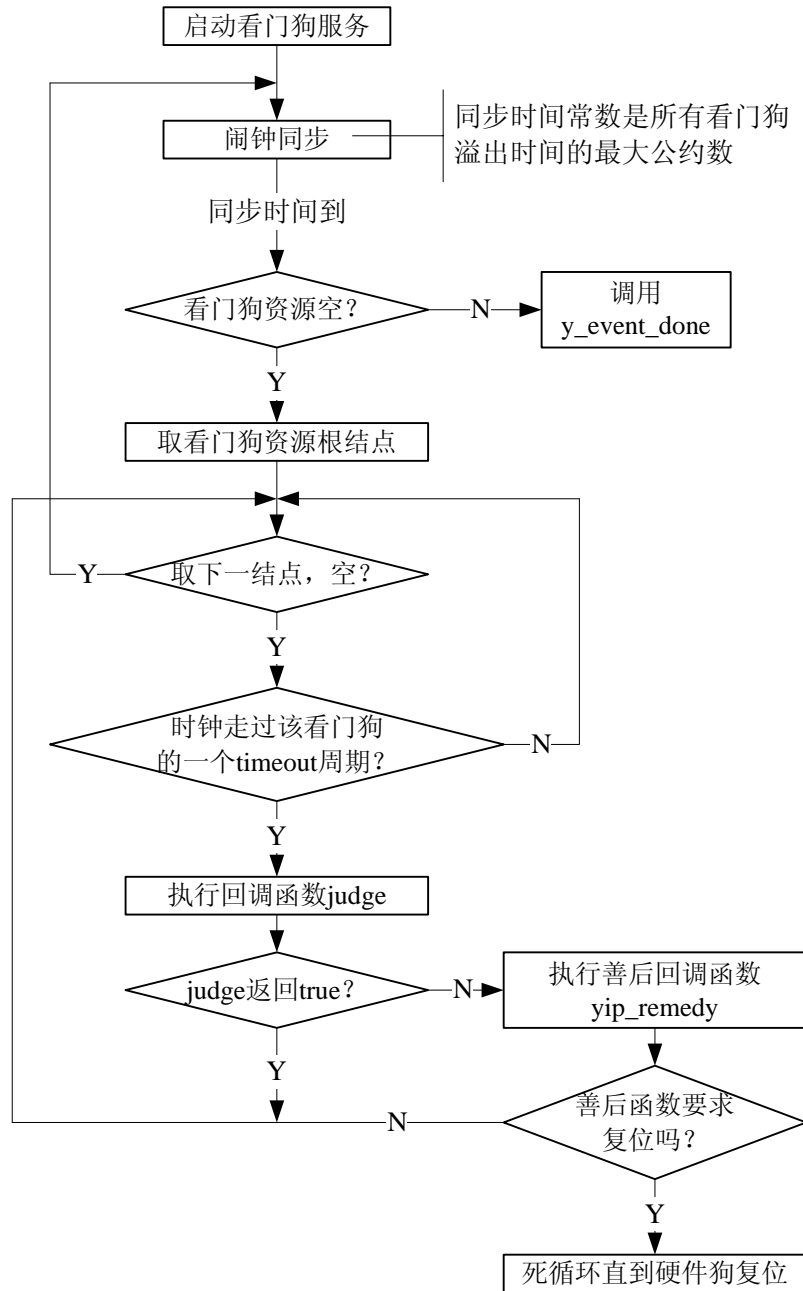 启动看门狗服务
闹钟同步
同步时间常数是所有看门狗
溢出时间的最大公约数
同步时间到
看门狗资源空?
N
调用
y_event_done
Y
取看门狗资源根结点
取下一结点，空?
Y
Y
时钟走过该看门狗
的一个timeout周期?
N
Y
执行回调函数judge
judge返回true?
N
执行善后回调函数
yip_remedy
Y
善后函数要求
复位吗?
N
Y
死循环直到硬件狗复位